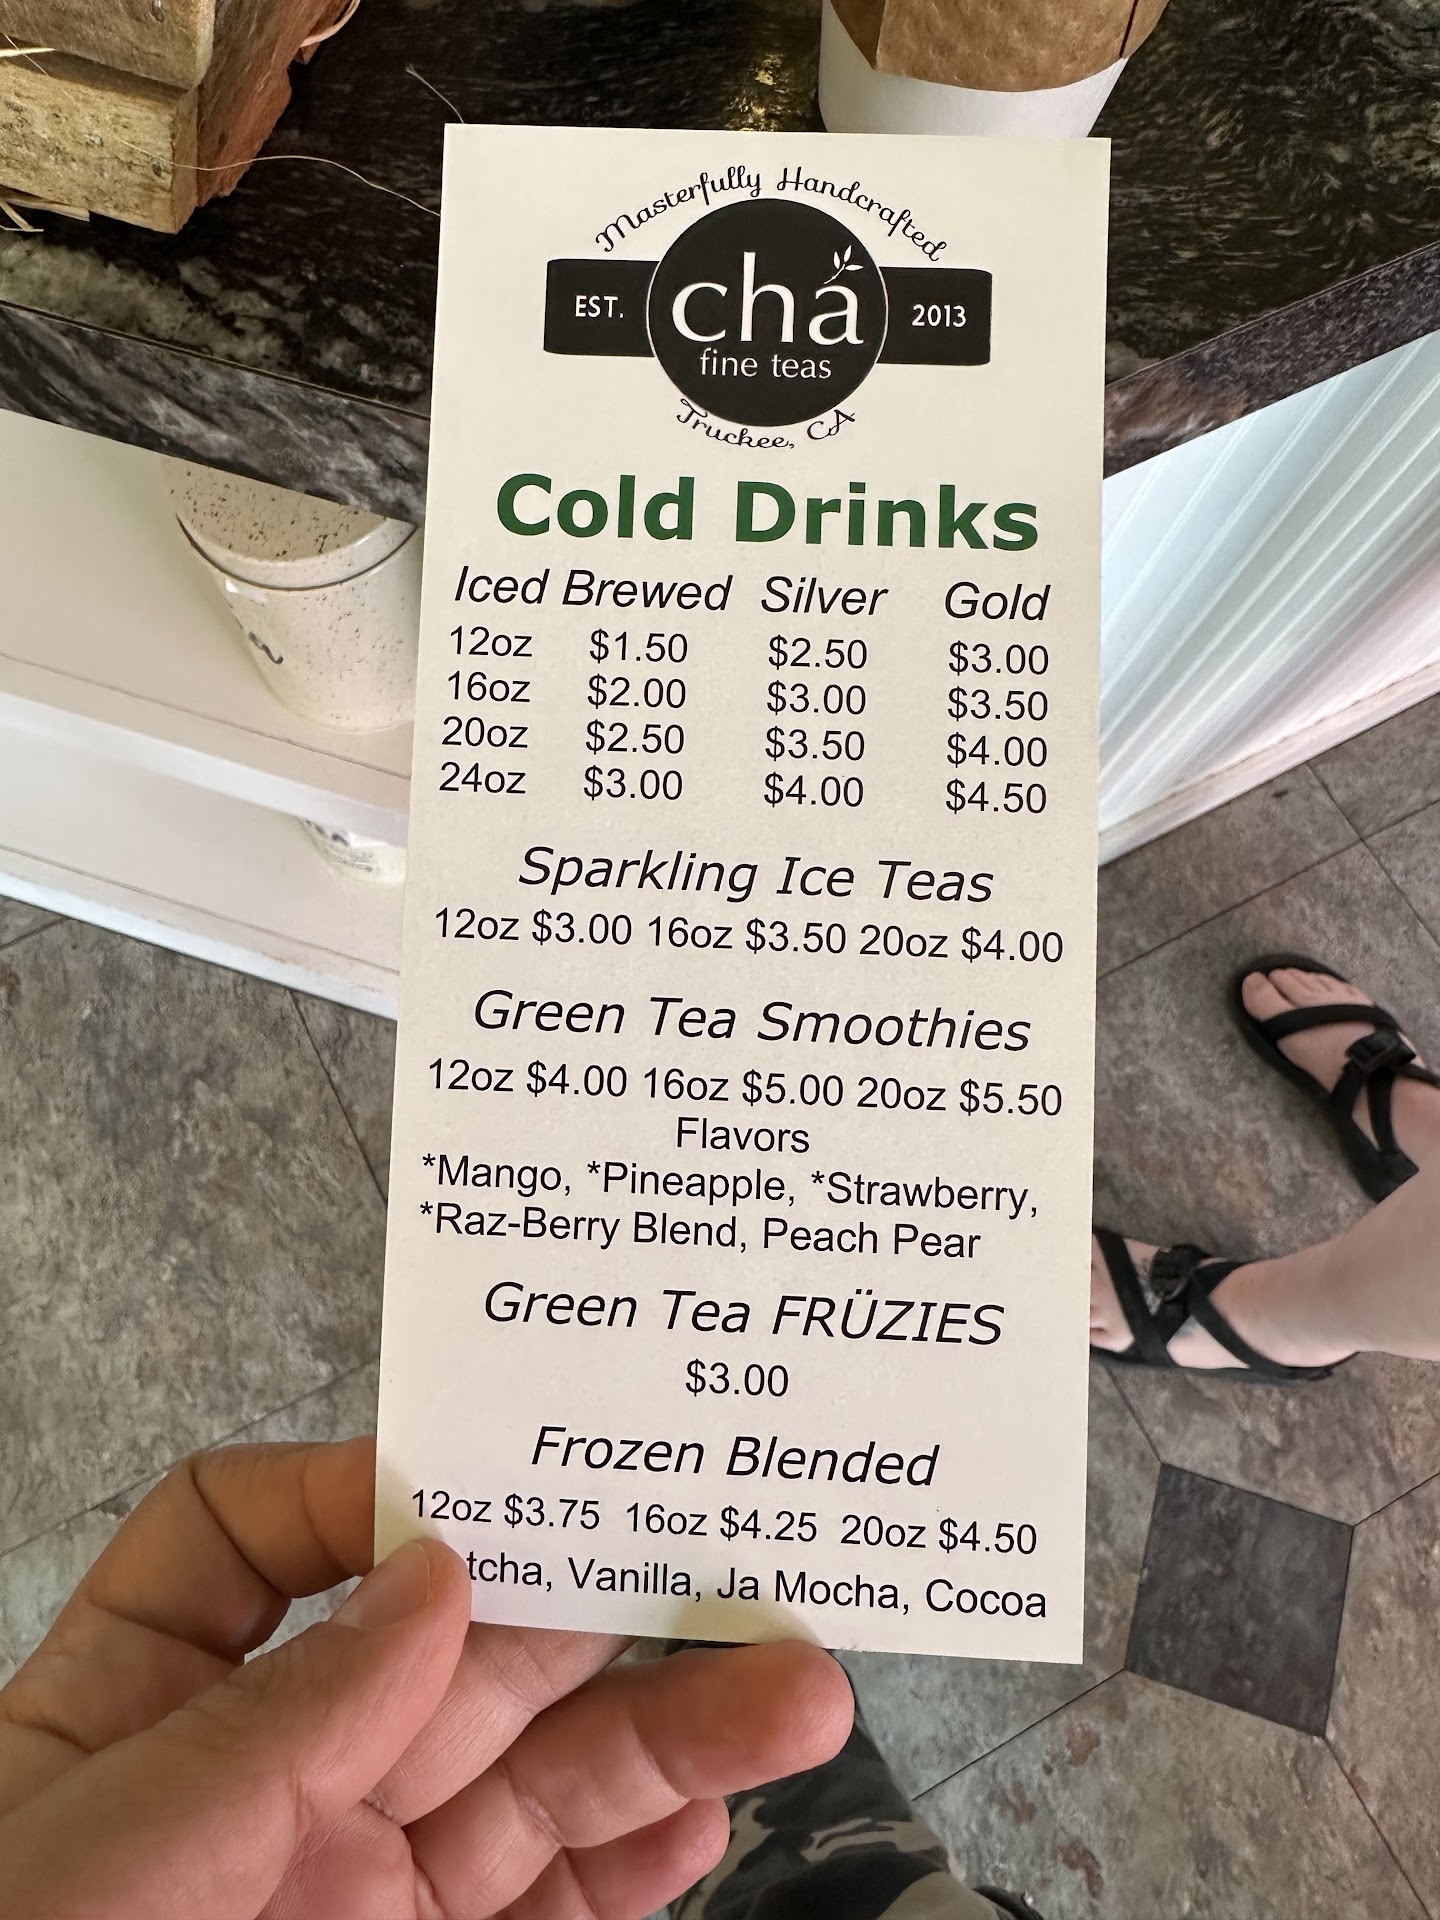 Masterfully Handcrafted
EST. chá 2013
fine teas
Truckee, CA
Cold Drinks
Iced Brewed Silver Gold
12oz $1.50 $2.50 $3.00
16oz $2.00 $3.00 $3.50
20oz $2.50 $3.50 $4.00
24oz $3.00 $4.00 $4.50
Sparkling Ice Teas
12oz $3.00 16oz $3.50 20oz $4.00
Green Tea Smoothies
12oz $4.00 16oz $5.00 20oz $5.50
Flavors
*Mango, *Pineapple, *Strawberry,
*Raz-Berry Blend, Peach Pear
Green Tea FRÜZIES
$3.00
Frozen Blended
12oz $3.75 16oz $4.25 20oz $4.50
tcha, Vanilla, Ja Mocha, Cocoa